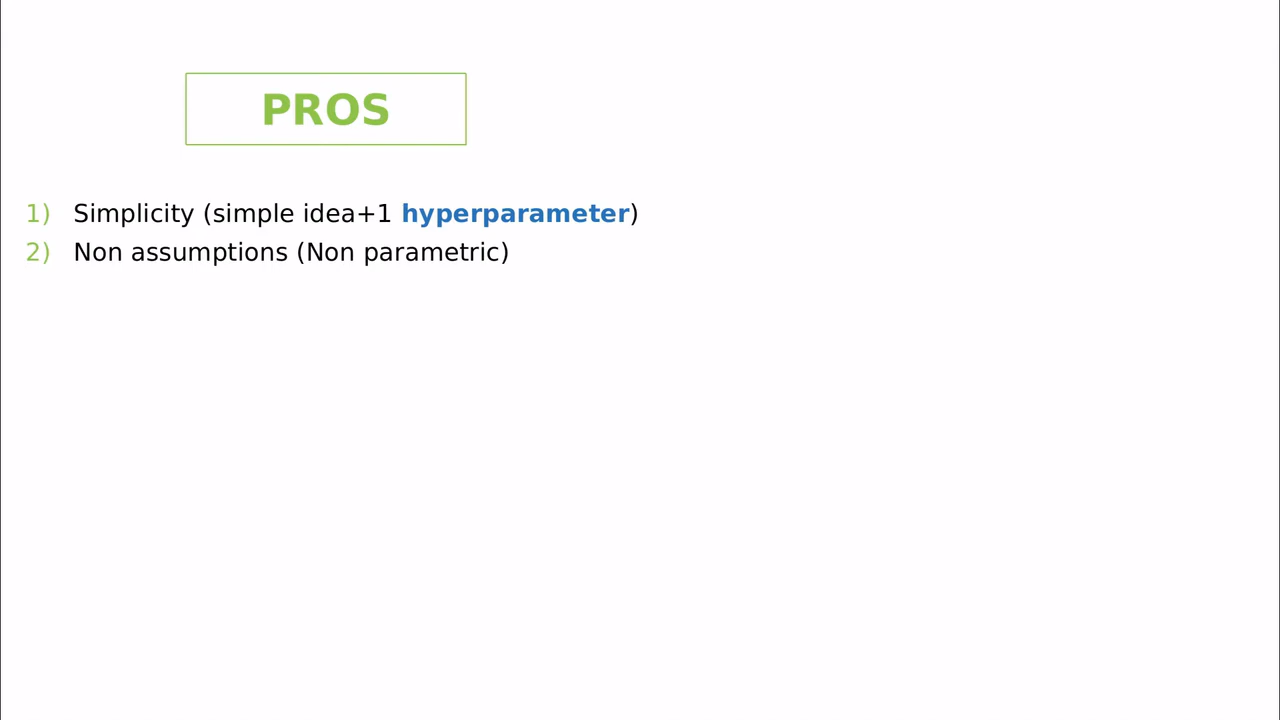 PROS
1) Simplicity (simple idea+1 hyperparameter)
2) Non assumptions (Non parametric)